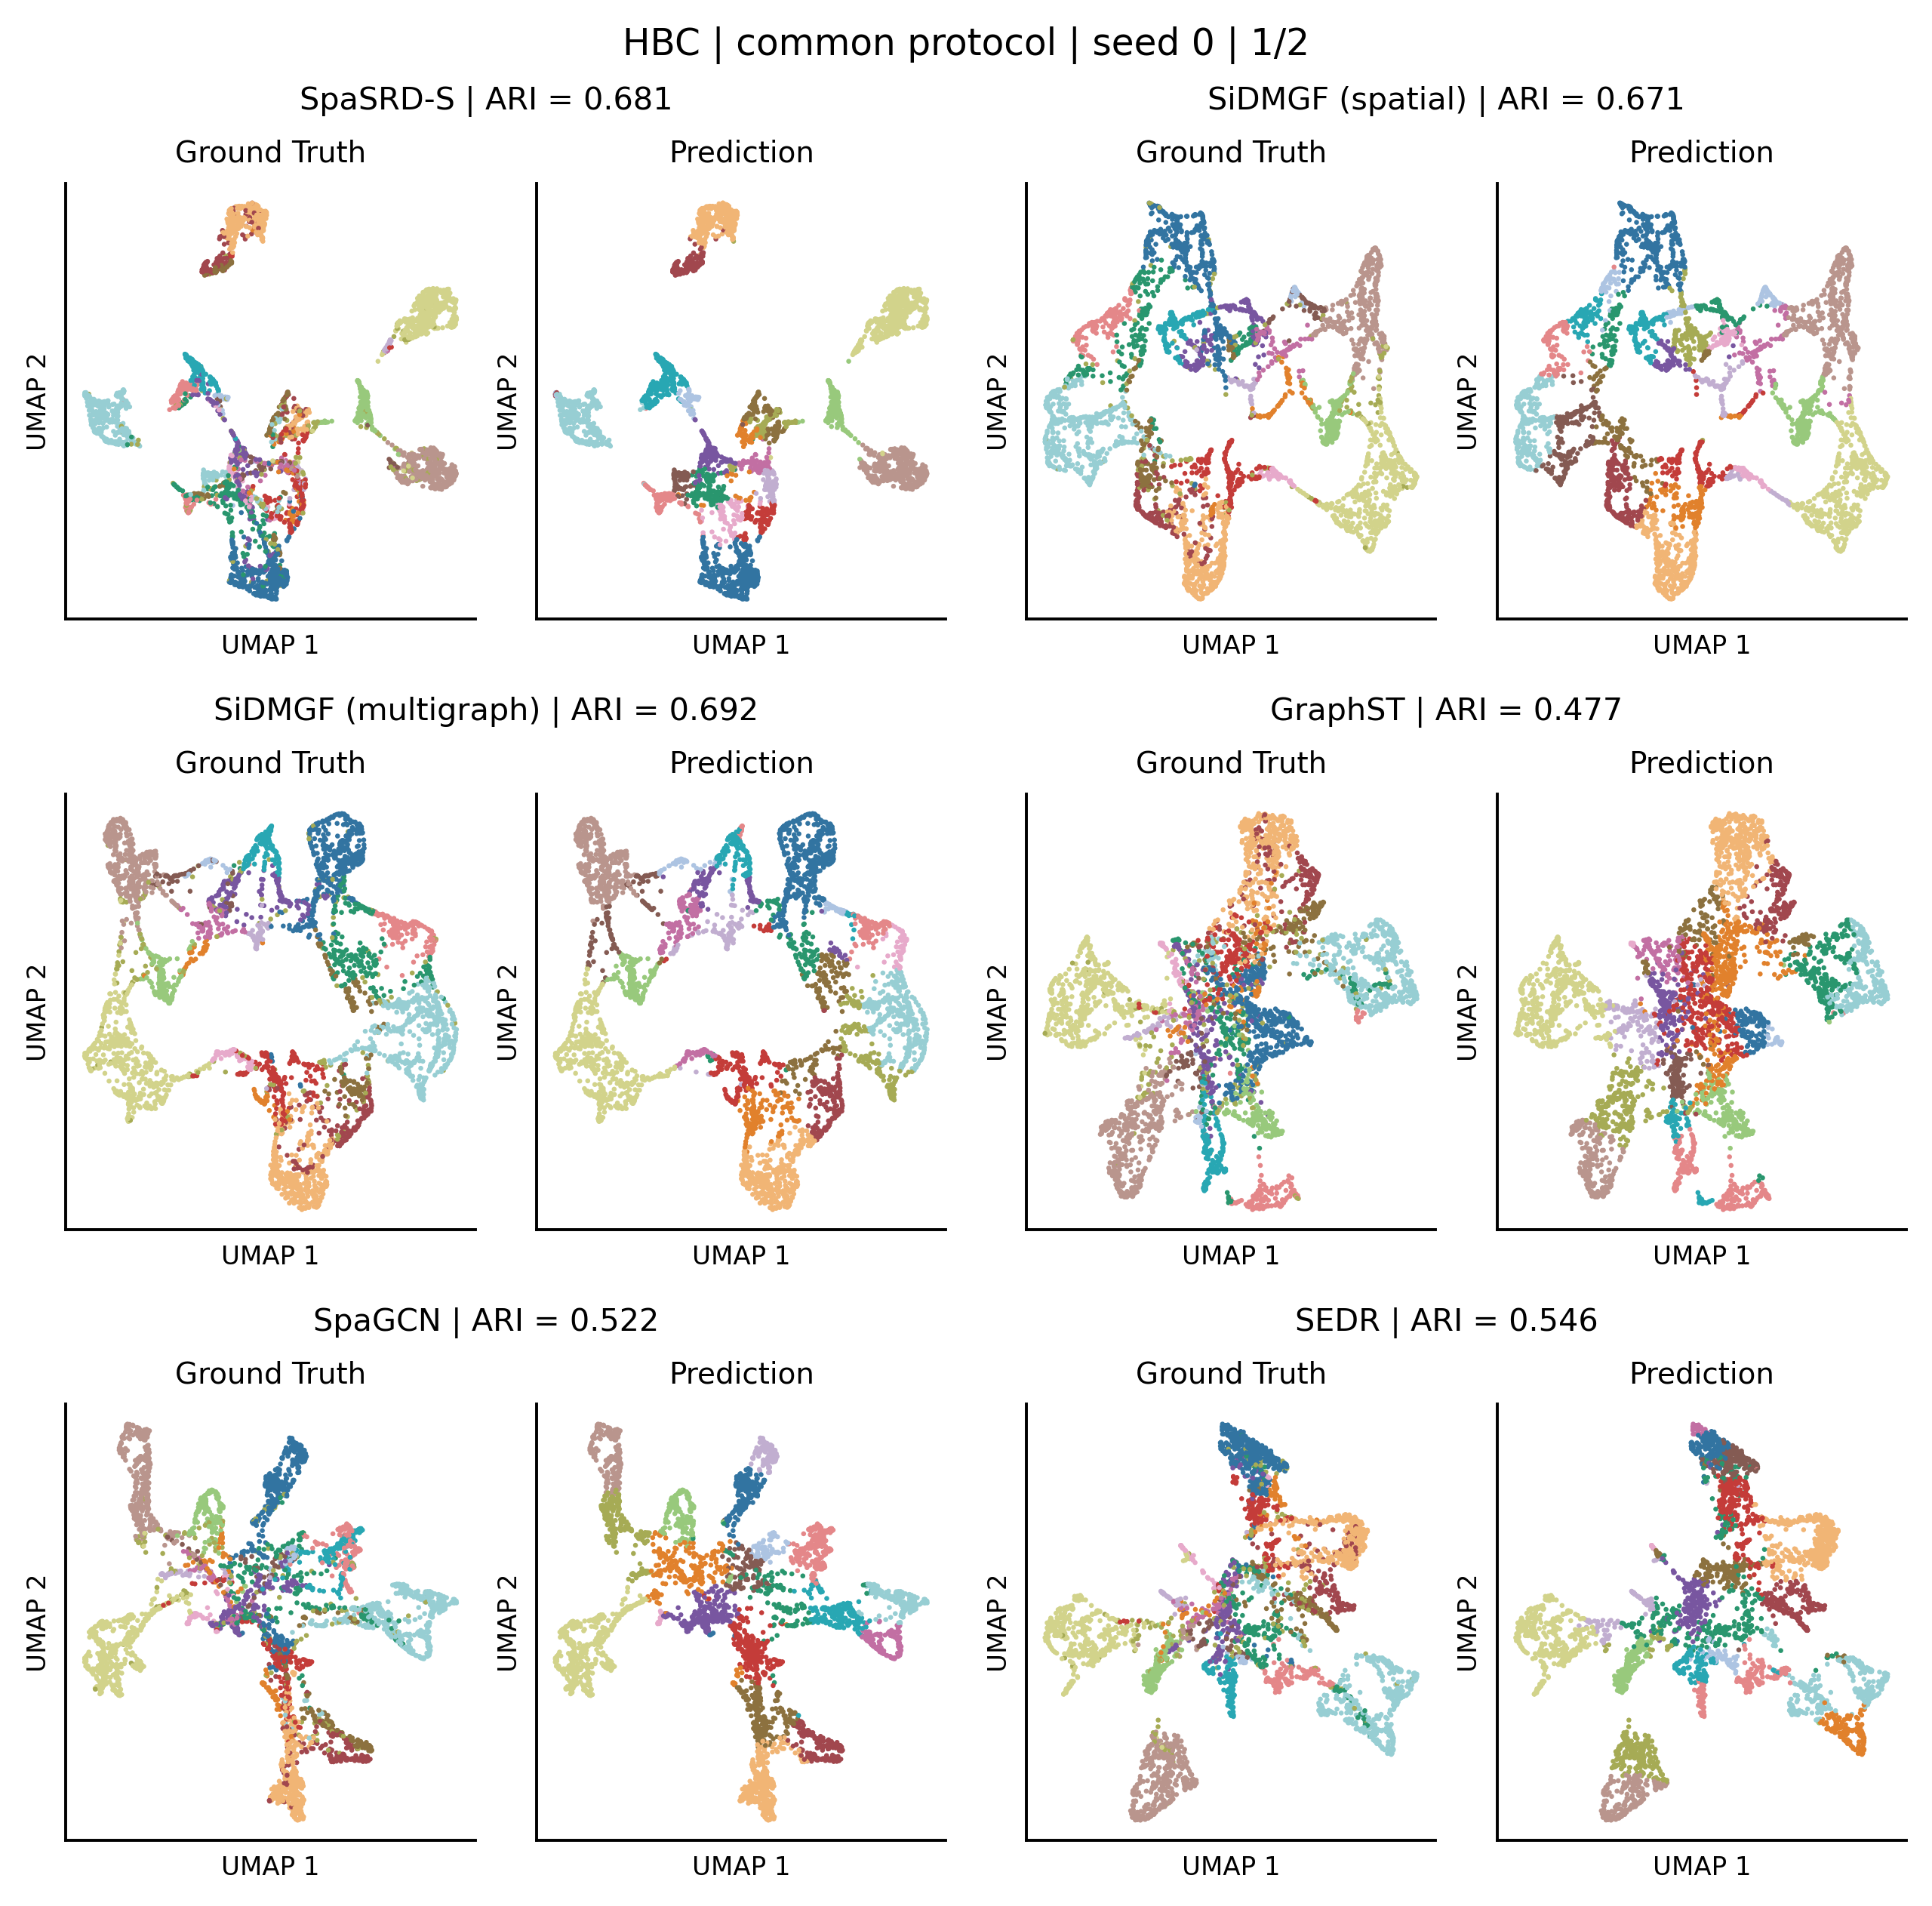 HBC | common protocol | seed 0 | 1/2
SpaSRD-S | ARI = 0.681
Ground Truth
Prediction
UMAP 2
UMAP 1
UMAP 2
UMAP 1
SiDMGF (spatial) | ARI = 0.671
Ground Truth
Prediction
UMAP 2
UMAP 1
UMAP 2
UMAP 1
SiDMGF (multigraph) | ARI = 0.692
Ground Truth
Prediction
UMAP 2
UMAP 1
UMAP 2
UMAP 1
GraphST | ARI = 0.477
Ground Truth
Prediction
UMAP 2
UMAP 1
UMAP 2
UMAP 1
SpaGCN | ARI = 0.522
Ground Truth
Prediction
UMAP 2
UMAP 1
UMAP 2
UMAP 1
SEDR | ARI = 0.546
Ground Truth
Prediction
UMAP 2
UMAP 1
UMAP 2
UMAP 1